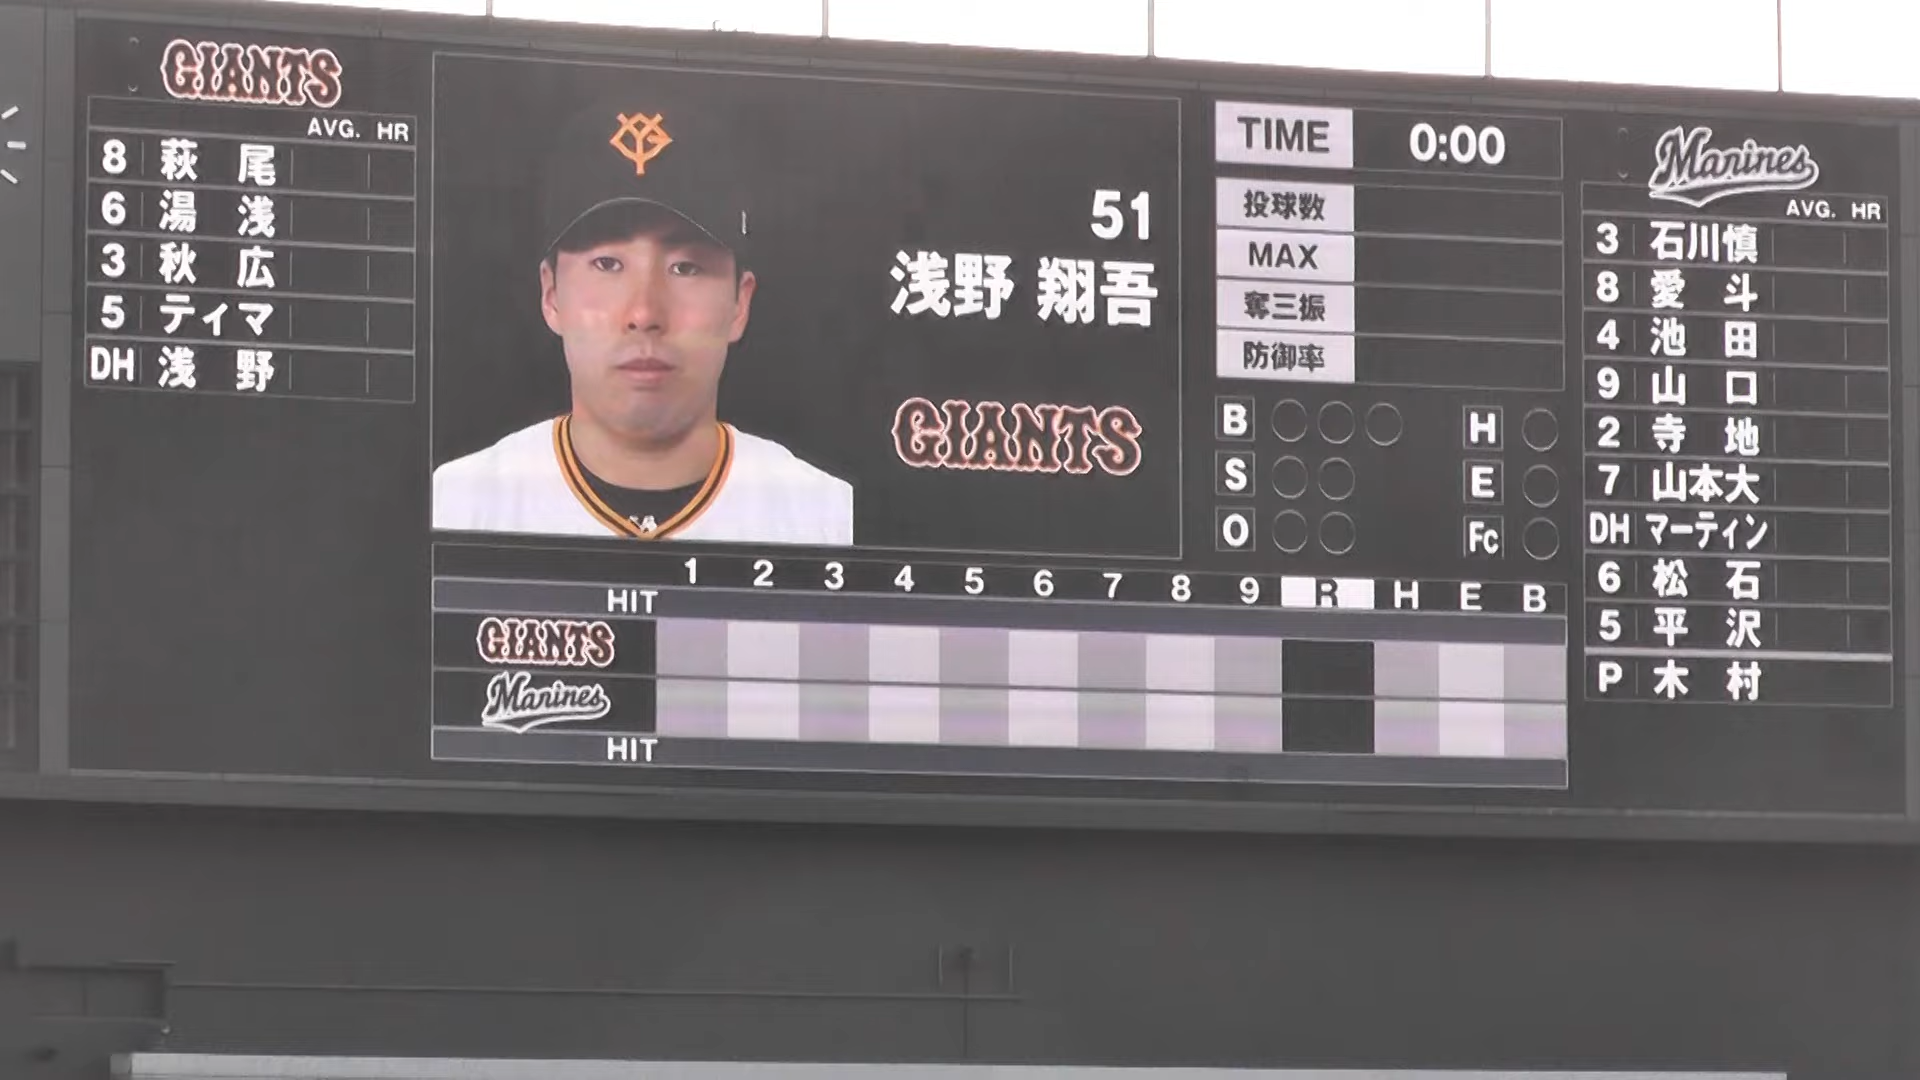 GIANTS
AVG. HR
8 萩尾
6 湯浅
3 秋広
5 ティマ
DH 浅野
YG
51
浅野 翔吾
GIANTS
TIME 0:00
投球数
MAX
奪三振
防御率
B H
S E
O Fc
1 2 3 4 5 6 7 8 9 R H E B
HIT
GIANTS
Marines
HIT
Marines
AVG. HR
3 石川慎
8 愛斗
4 池田
9 山口
2 寺地
7 山本大
DH マーティン
6 松石
5 平沢
P 木村